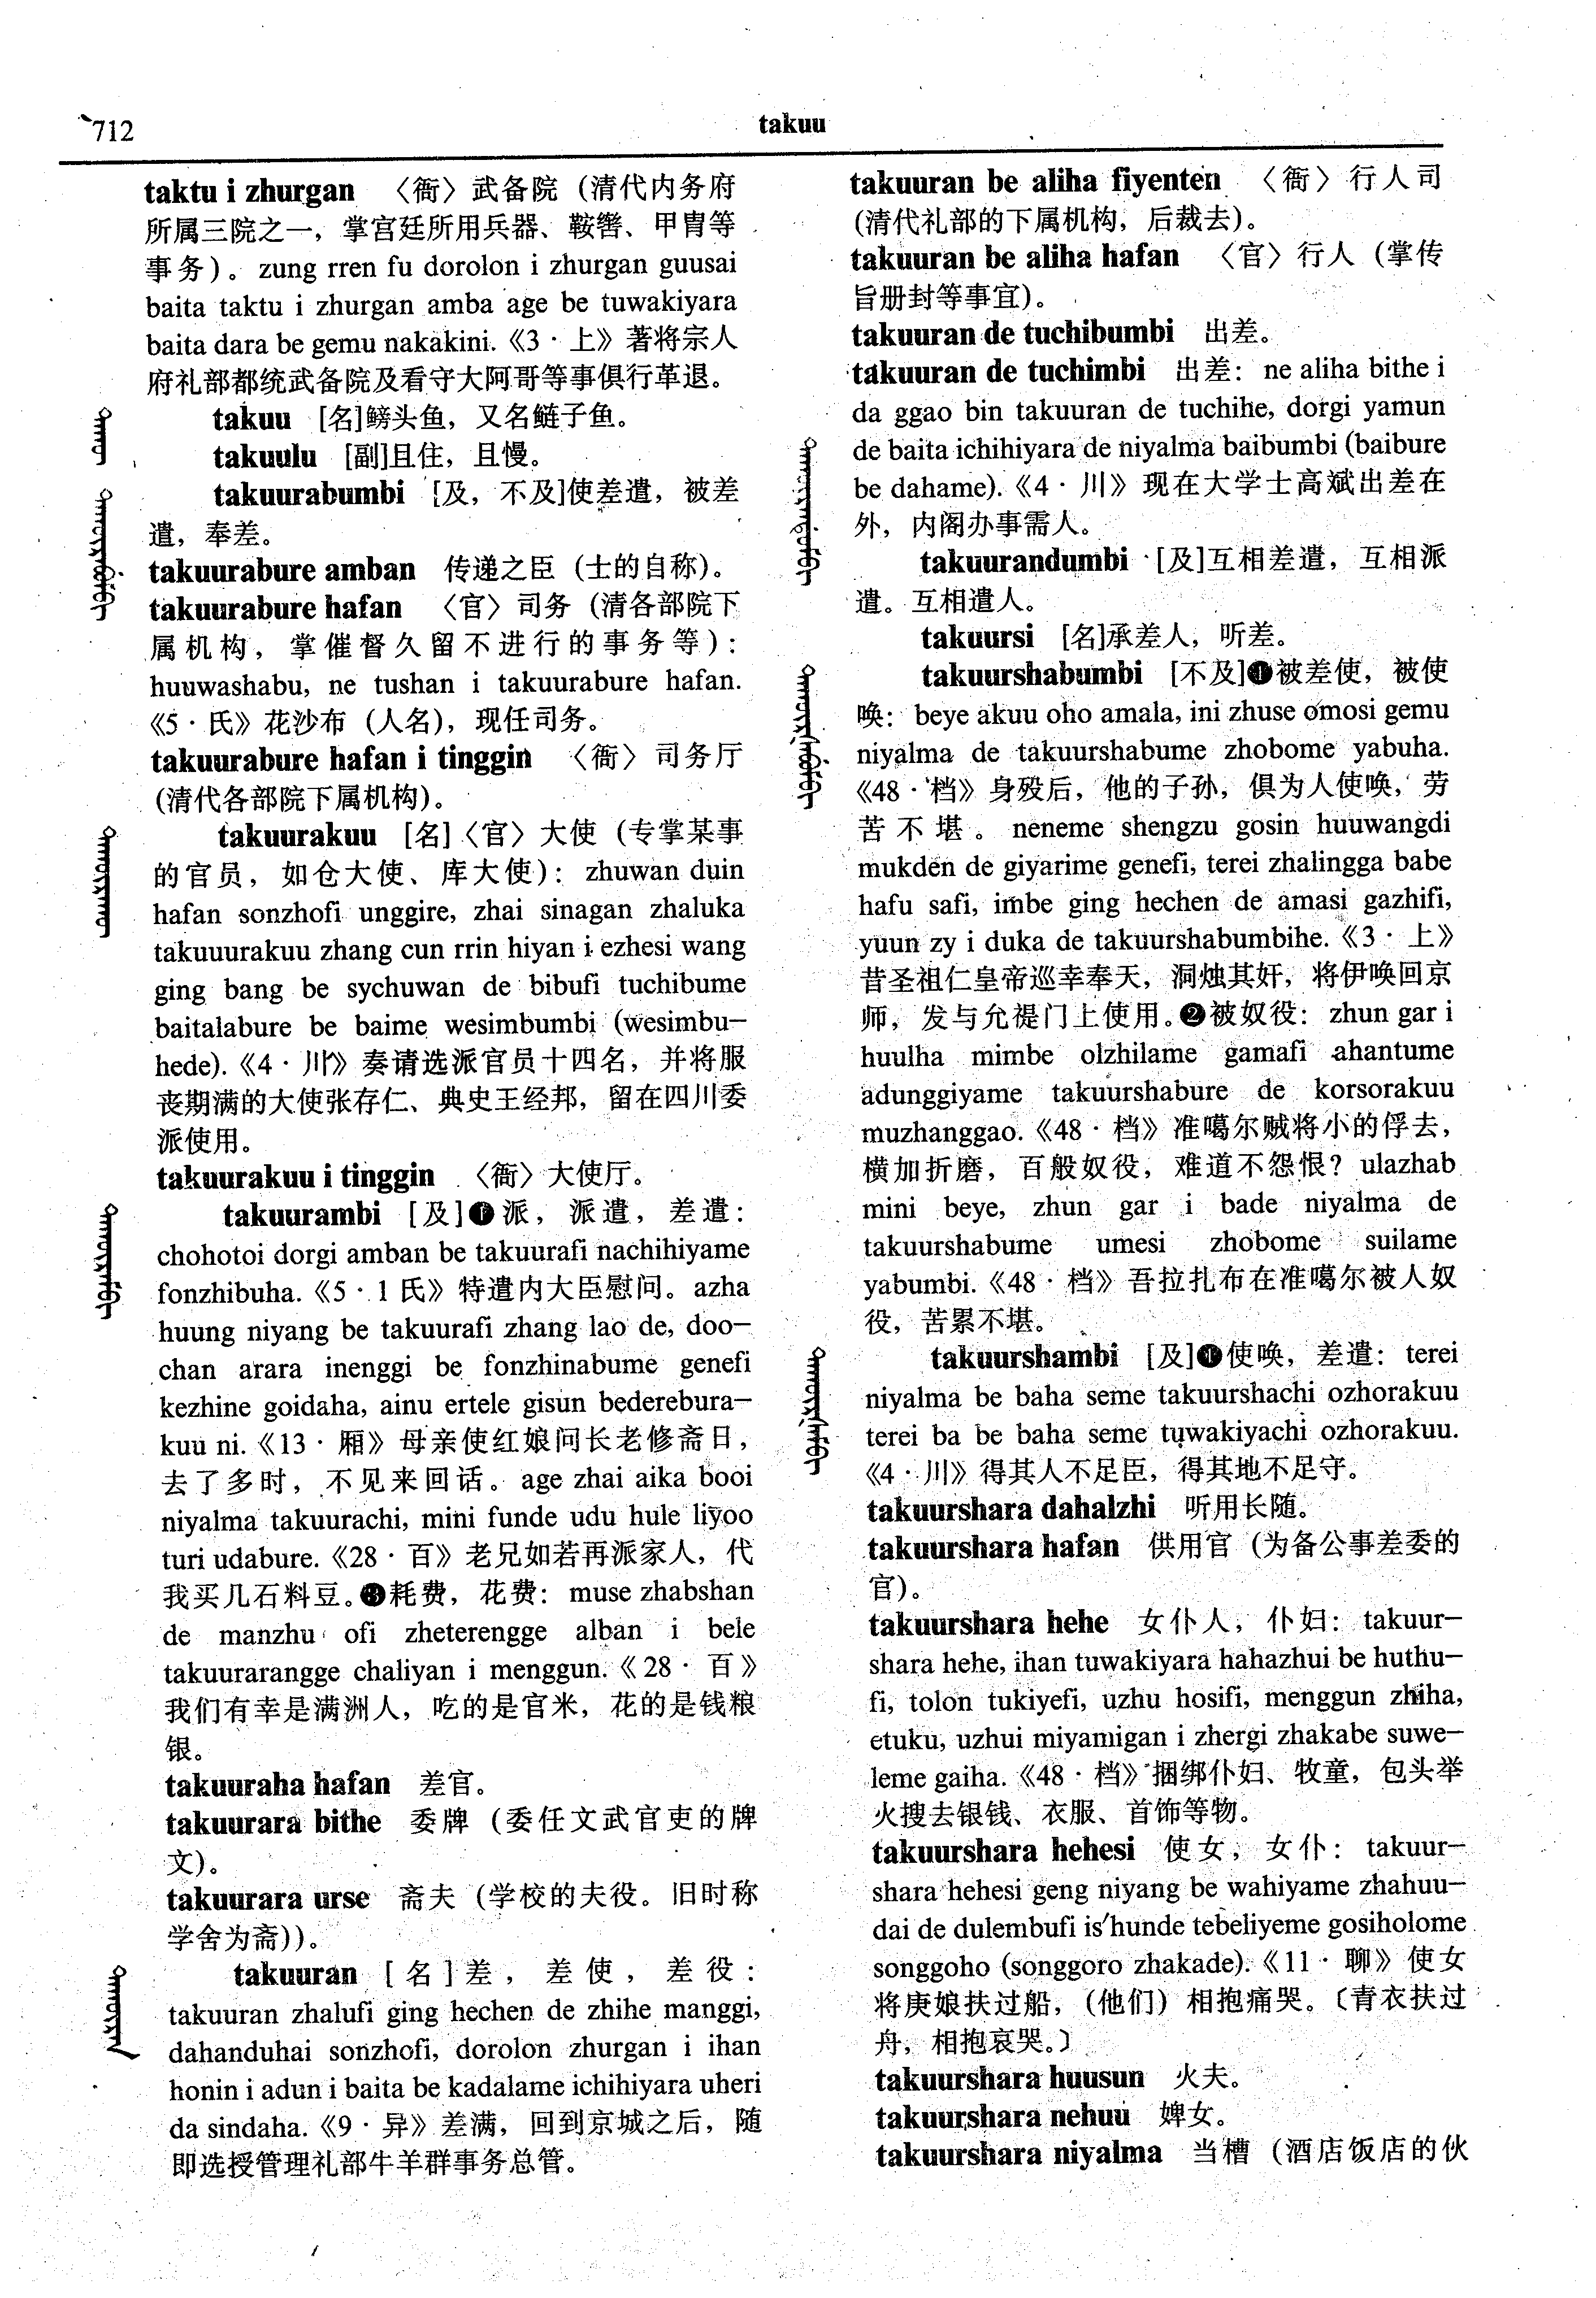 712
takuu
taktu i zhurgan 〈衙〉武备院（清代内务府
所属三院之一，掌宫廷所用兵器、鞍辔、甲胄等
事务）。zung rren fu dorolon i zhurgan guusai
baita taktu i zhurgan amba age be tuwakiyara
baita dara be gemu nakakini.《3·上》著将宗人
府礼部都统武备院及看守大阿哥等事俱行革退。
takuu [名]鳑头鱼，又名鲢子鱼。
takuulu [副]且住，且慢。
takuurabumbi [及，不及]使差遣，被差
遣，奉差。
takuurabure amban 传递之臣（士的自称）。
takuurabure hafan 〈官〉司务（清各部院下
属机构，掌催督久留不进行的事务等）：
huuwashabu, ne tushan i takuurabure hafan.
《5·氏》花沙布（人名），现任司务。
takuurabure hafan i tinggin 〈衙〉司务厅
（清代各部院下属机构）。
takuurakuu [名]〈官〉大使（专掌某事
的官员，如仓大使、库大使）：zhuwan duin
hafan sonzhofi unggire, zhai sinagan zhaluka
takuuurakuu zhang cun rrin hiyan i ezhesi wang
ging bang be sychuwan de bibufi tuchibume
baitalabure be baime wesimbumbi (wesimbu—
hede).《4·川》奏请选派官员十四名，并将服
丧期满的大使张存仁、典史王经邦，留在四川委
派使用。
takuurakuu i tinggin 〈衙〉大使厅。
takuurambi [及]❶派，派遣，差遣：
chohotoi dorgi amban be takuurafi nachihiyame
fonzhibuha.《5·1氏》特遣内大臣慰问。azha
huung niyang be takuurafi zhang lao de, doo—
chan arara inenggi be fonzhinabume genefi
kezhine goidaha, ainu ertele gisun bederebura—
kuu ni.《13·厢》母亲使红娘问长老修斋日，
去了多时，不见来回话。age zhai aika booi
niyalma takuurachi, mini funde udu hule liyoo
turi udabure.《28·百》老兄如若再派家人，代
我买几石料豆。❸耗费，花费：muse zhabshan
de manzhu ofi zheterengge alban i bele
takuurarangge chaliyan i menggun.《28·百》
我们有幸是满洲人，吃的是官米，花的是钱粮
银。
takuuraha hafan 差官。
takuurara bithe 委牌（委任文武官吏的牌
文）。
takuurara urse 斋夫（学校的夫役。旧时称
学舍为斋））。
takuuran [名]差，差使，差役：
takuuran zhalufi ging hechen de zhihe manggi,
dahanduhai sonzhofi, dorolon zhurgan i ihan
honin i adun i baita be kadalame ichihiyara uheri
da sindaha.《9·异》差满，回到京城之后，随
即选授管理礼部牛羊群事务总管。
takuuran be aliha fiyenten 〈衙〉行人司
（清代礼部的下属机构，后裁去）。
takuuran be aliha hafan 〈官〉行人（掌传
旨册封等事宜）。
takuuran de tuchibumbi 出差。
takuuran de tuchimbi 出差：ne aliha bithe i
da ggao bin takuuran de tuchihe, dorgi yamun
de baita ichihiyara de niyalma baibumbi (baibure
be dahame).《4·川》现在大学士高斌出差在
外，内阁办事需人。
takuurandumbi [及]互相差遣，互相派
遣。互相遣人。
takuursi [名]承差人，听差。
takuurshabumbi [不及]❶被差使，被使
唤：beye akuu oho amala, ini zhuse omosi gemu
niyalma de takuurshabume zhobome yabuha.
《48·档》身殁后，他的子孙，俱为人使唤，劳
苦不堪。neneme shengzu gosin huuwangdi
mukden de giyarime genefi, terei zhalingga babe
hafu safi, imbe ging hechen de amasi gazhifi,
yuun zy i duka de takuurshabumbihe.《3·上》
昔圣祖仁皇帝巡幸奉天，洞烛其奸，将伊唤回京
师，发与允禔门上使用。❷被奴役：zhun gar i
huulha mimbe olzhilame gamafi ahantume
adunggiyame takuurshabure de korsorakuu
muzhanggao.《48·档》准噶尔贼将小的俘去，
横加折磨，百般奴役，难道不怨恨？ulazhab
mini beye, zhun gar i bade niyalma de
takuurshabume umesi zhobome suilame
yabumbi.《48·档》吾拉扎布在准噶尔被人奴
役，苦累不堪。
takuurshambi [及]❶使唤，差遣：terei
niyalma be baha seme takuurshachi ozhorakuu
terei ba be baha seme tuwakiyachi ozhorakuu.
《4·川》得其人不足臣，得其地不足守。
takuurshara dahalzhi 听用长随。
takuurshara hafan 供用官（为备公事差委的
官）。
takuurshara hehe 女仆人，仆妇：takuur—
shara hehe, ihan tuwakiyara hahazhui be huthu—
fi, tolon tukiyefi, uzhu hosifi, menggun zhiha,
etuku, uzhui miyamigan i zhergi zhakabe suwe—
leme gaiha.《48·档》捆绑仆妇、牧童，包头举
火搜去银钱、衣服、首饰等物。
takuurshara hehesi 使女，女仆：takuur—
shara hehesi geng niyang be wahiyame zhahuu—
dai de dulembufi is'hunde tebeliyeme gosiholome
songgoho (songgoro zhakade).《11·聊》使女
将庚娘扶过船，（他们）相抱痛哭。〔青衣扶过
舟，相抱哀哭。〕
takuurshara huusun 火夫。
takuurshara nehuu 婢女。
takuurshara niyalma 当槽（酒店饭店的伙